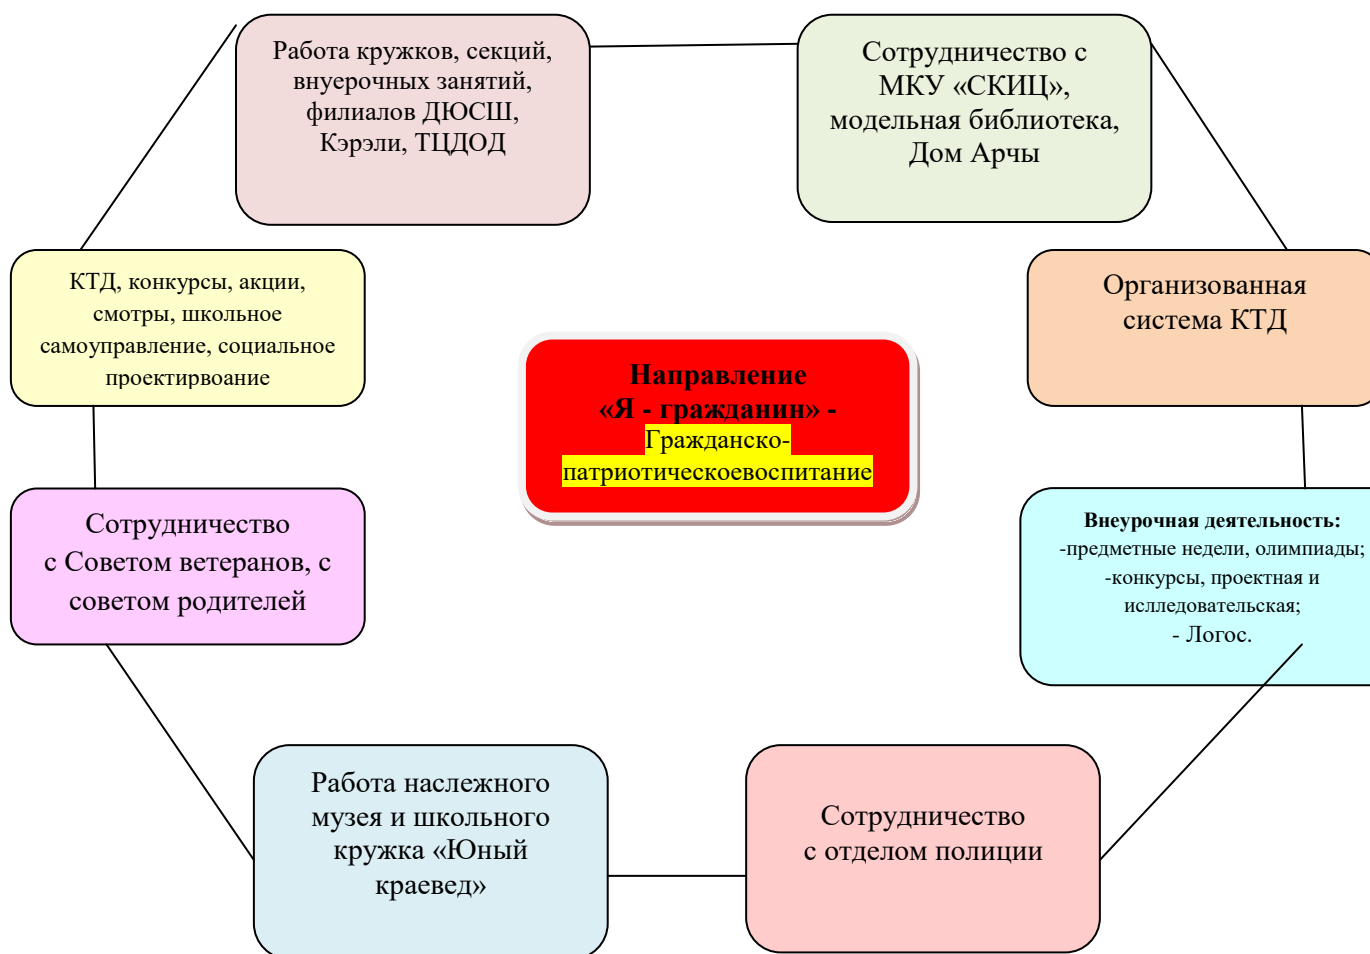 Работа кружков, секций,
внуерочных занятий,
филиалов ДЮСШ,
Кэрэли, ТЦДОД
Сотрудничество с
МКУ «СКИЦ»,
модельная библиотека,
Дом Арчы
КТД, конкурсы, акции,
смотры, школьное
самоуправление, социальное
проектирвоание
Организованная
система КТД
Направление
«Я - гражданин» -
Гражданско-
патриотическоевоспитание
Сотрудничество
с Советом ветеранов, с
советом родителей
Внеурочная деятельность:
-предметные недели, олимпиады;
-конкурсы, проектная и
ислледовательская;
- Логос.
Работа наслежного
музея и школьного
кружка «Юный
краевед»
Сотрудничество
с отделом полиции